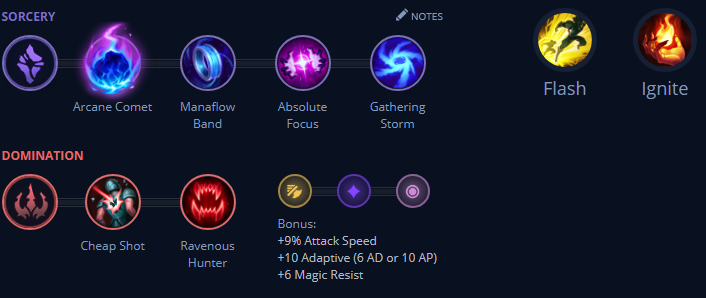 SORCERY
NOTES
Arcane Comet
Manaflow
Band
Absolute
Focus
Gathering
Storm
Flash
Ignite
DOMINATION
Cheap Shot
Ravenous
Hunter
Bonus:
+9% Attack Speed
+10 Adaptive (6 AD or 10 AP)
+6 Magic Resist